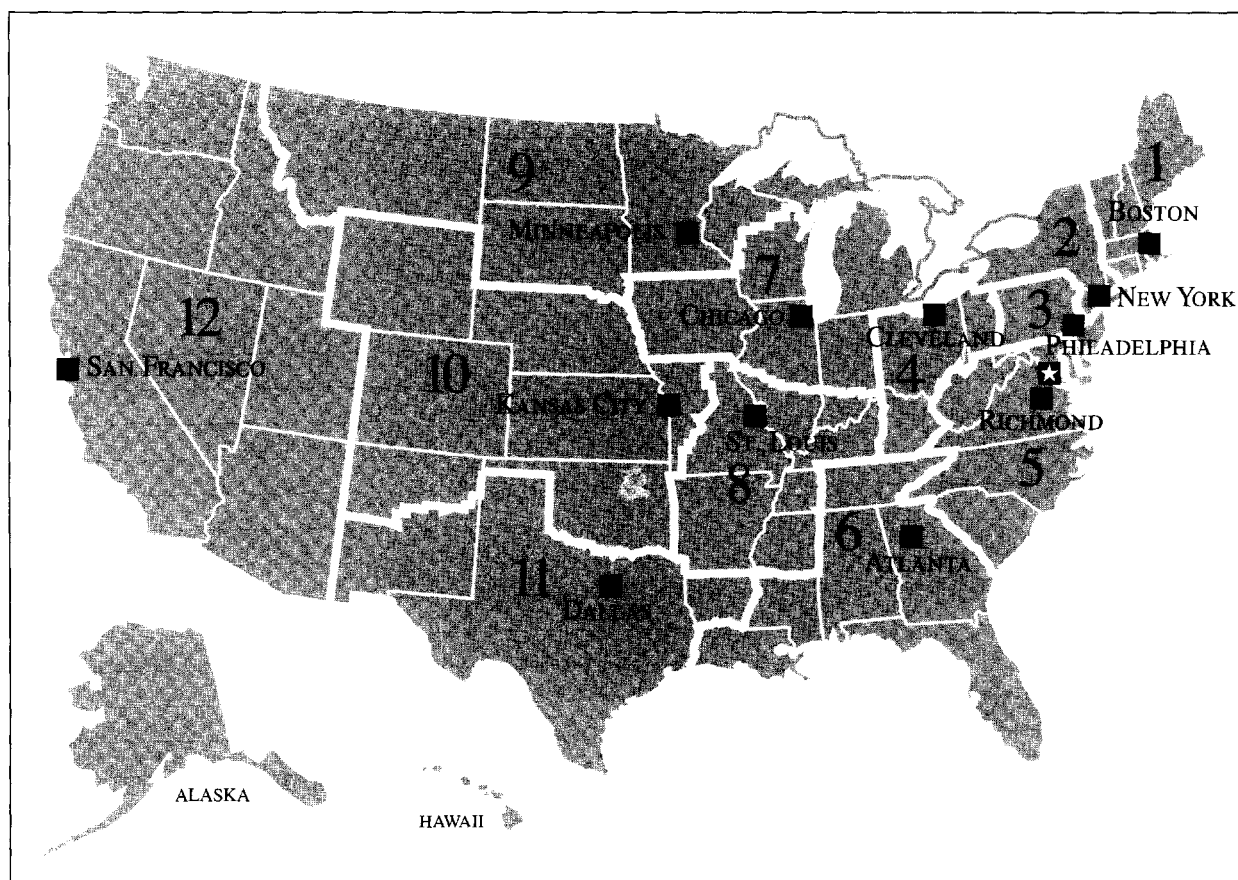 1
BOSTON
9
2
MINNEAPOLIS
7
NEW YORK
12
CHICAGO
CLEVELAND
3
PHILADELPHIA
SAN FRANCISCO
10
4
KANSAS CITY
ST. LOUIS
RICHMOND
8
5
6
ATLANTA
11
DALLAS
ALASKA
HAWAII